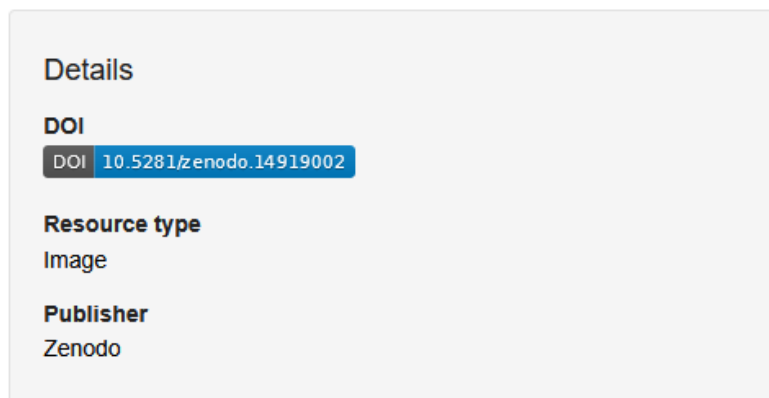 Details
DOI
DOI 10.5281/zenodo.14919002
Resource type
Image
Publisher
Zenodo